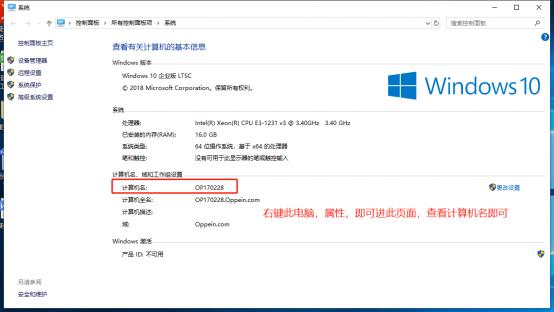 系统
控制面板 › 所有控制面板项 › 系统
搜索控制面板
控制面板主页
设备管理器
远程设置
系统保护
高级系统设置
查看有关计算机的基本信息
Windows 版本
Windows 10 企业版 LTSC
© 2018 Microsoft Corporation。保留所有权利。
Windows 10
系统
处理器: Intel(R) Xeon(R) CPU E3-1231 v3 @ 3.40GHz 3.40 GHz
已安装的内存(RAM): 16.0 GB
系统类型: 64 位操作系统，基于 x64 的处理器
笔和触控: 没有可用于此显示器的笔或触控输入
计算机名、域和工作组设置
计算机名: OP170228
更改设置
计算机全名: OP170228.Oppein.com
右键此电脑，属性，即可进此页面，查看计算机名即可
计算机描述:
域: Oppein.com
Windows 激活
产品 ID: 不可用
另请参阅
安全和维护